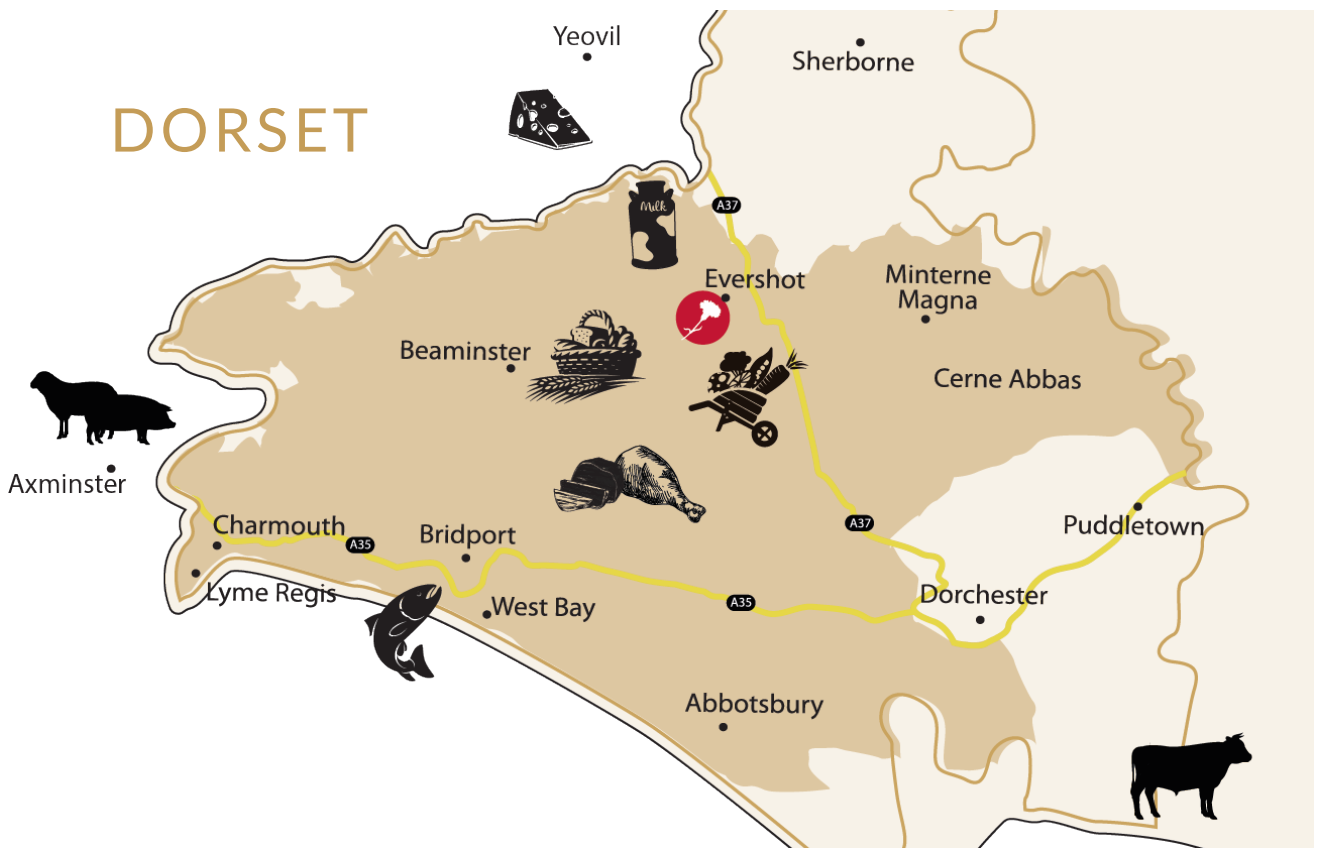 Yeovil
Sherborne
DORSET
Milk
A37
Evershot
Minterne
Magna
Beaminster
Cerne Abbas
Axminster
Charmouth
A35
Bridport
A37
Puddletown
Lyme Regis
West Bay
A35
Dorchester
Abbotsbury